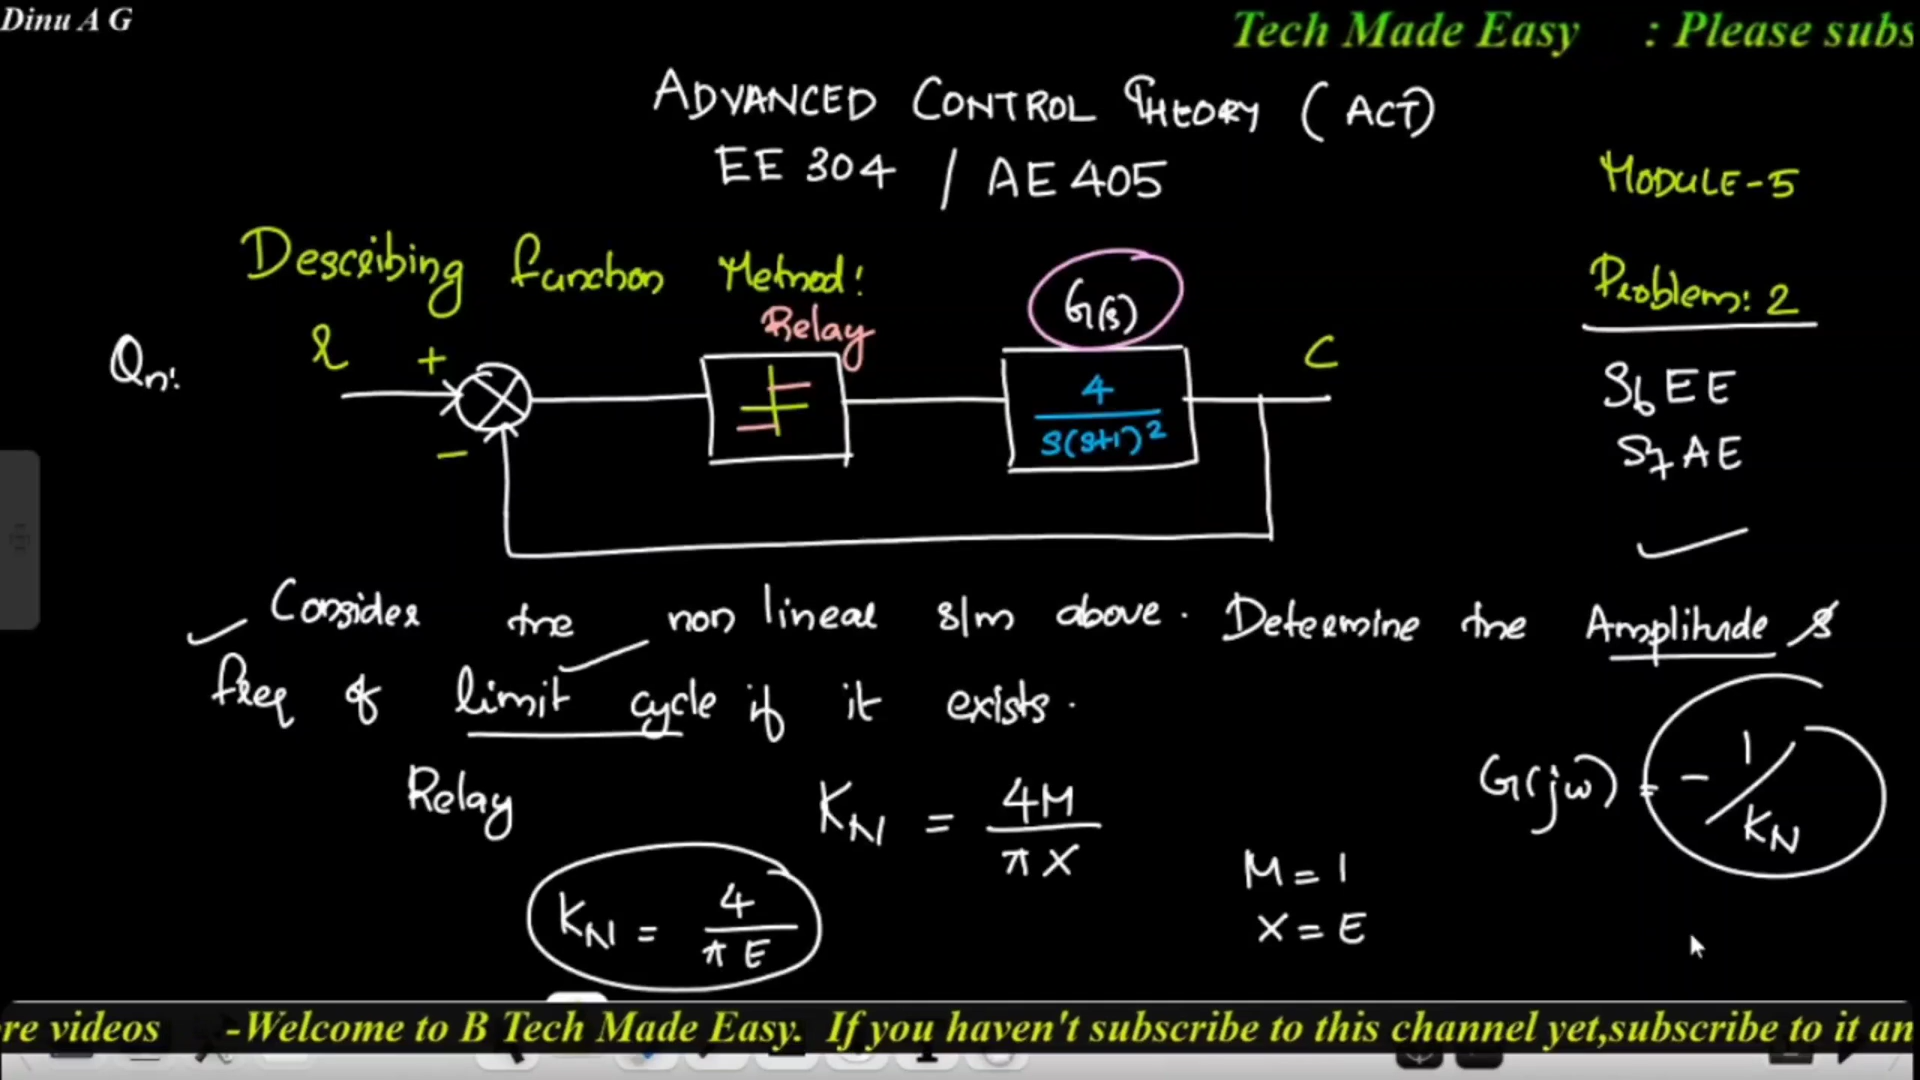 Dinu A G
Tech Made Easy : Please subs
ADVANCED CONTROL THEORY (ACT)
EE 304 / AE 405
MODULE-5
Describing function Method:
Problem: 2
G(s)
Relay
Qn:
r + C
4
s(s+1)²
-
S6 EE
S7 AE
Consider the non linear s/m above. Determine the Amplitude &
freq of limit cycle if it exists.
Relay KN = 4M / πX
G(jω) = - 1/KN
KN = 4 / πE
M = 1
X = E
re videos -Welcome to B Tech Made Easy. If you haven't subscribe to this channel yet,subscribe to it an